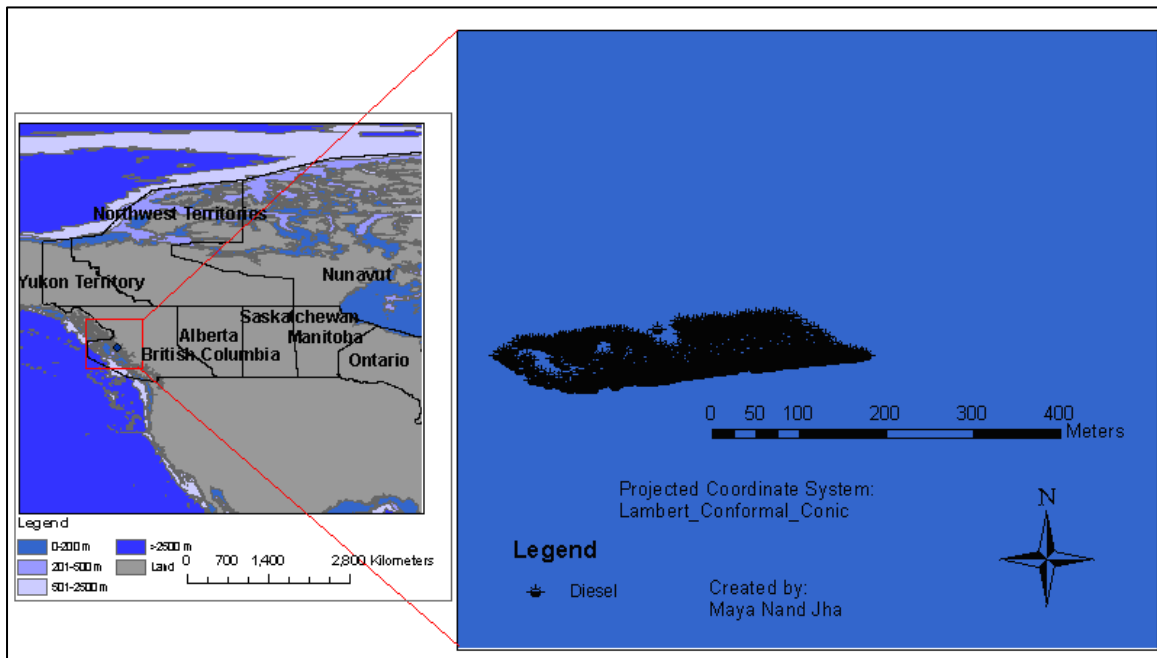 Northwest Territories
Yukon Territory
Nunavut
Saskatchewan
Alberta
Manitoba
British Columbia
Ontario
Legend
0-200 m
201-500 m
501-2500 m
>2500 m
Land
0 700 1,400 2,800 Kilometers
0 50 100 200 300 400
Meters
Projected Coordinate System:
Lambert_Conformal_Conic
N
Legend
Diesel
Created by:
Maya Nand Jha